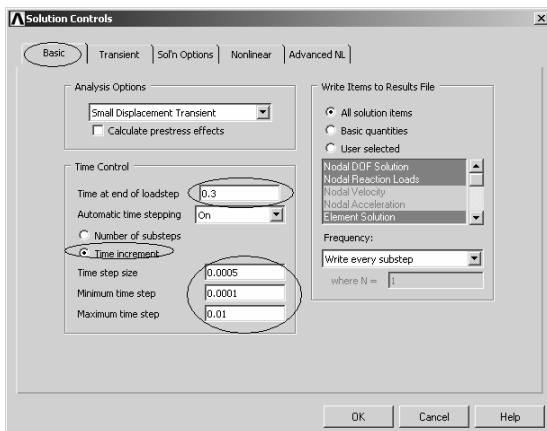 Solution Controls
Basic
Transient
Sol'n Options
Nonlinear
Advanced NL
Analysis Options
Small Displacement Transient
Calculate prestress effects
Time Control
Time at end of loadstep 0.3
Automatic time stepping On
Number of substeps
Time increment
Time step size 0.0005
Minimum time step 0.0001
Maximum time step 0.01
Write Items to Results File
All solution items
Basic quantities
User selected
Nodal DOF Solution
Nodal Reaction Loads
Nodal Velocity
Nodal Acceleration
Element Solution
Frequency:
Write every substep
where N = 1
OK
Cancel
Help